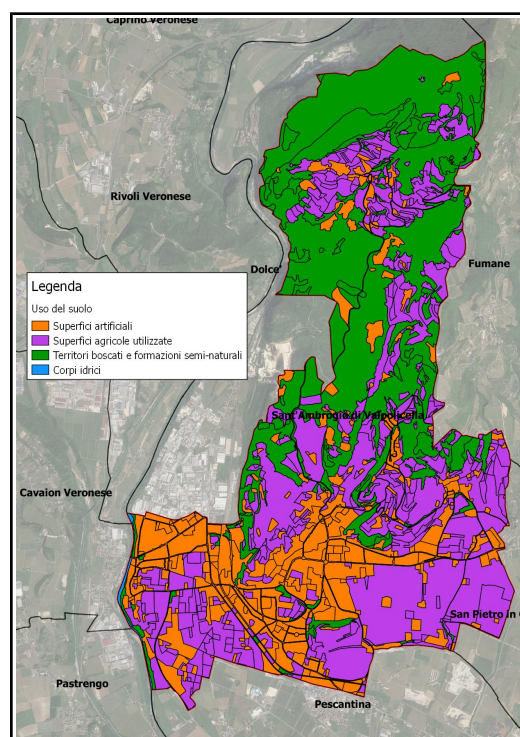 Caprino Veronese
Rivoli Veronese
Dolce'
Fumane
Legenda
Uso del suolo
Superfici artificiali
Superfici agricole utilizzate
Territori boscati e formazioni semi-naturali
Corpi idrici
Sant'Ambrogio di Valpolicella
Cavaion Veronese
San Pietro in
Pastrengo
Pescantina